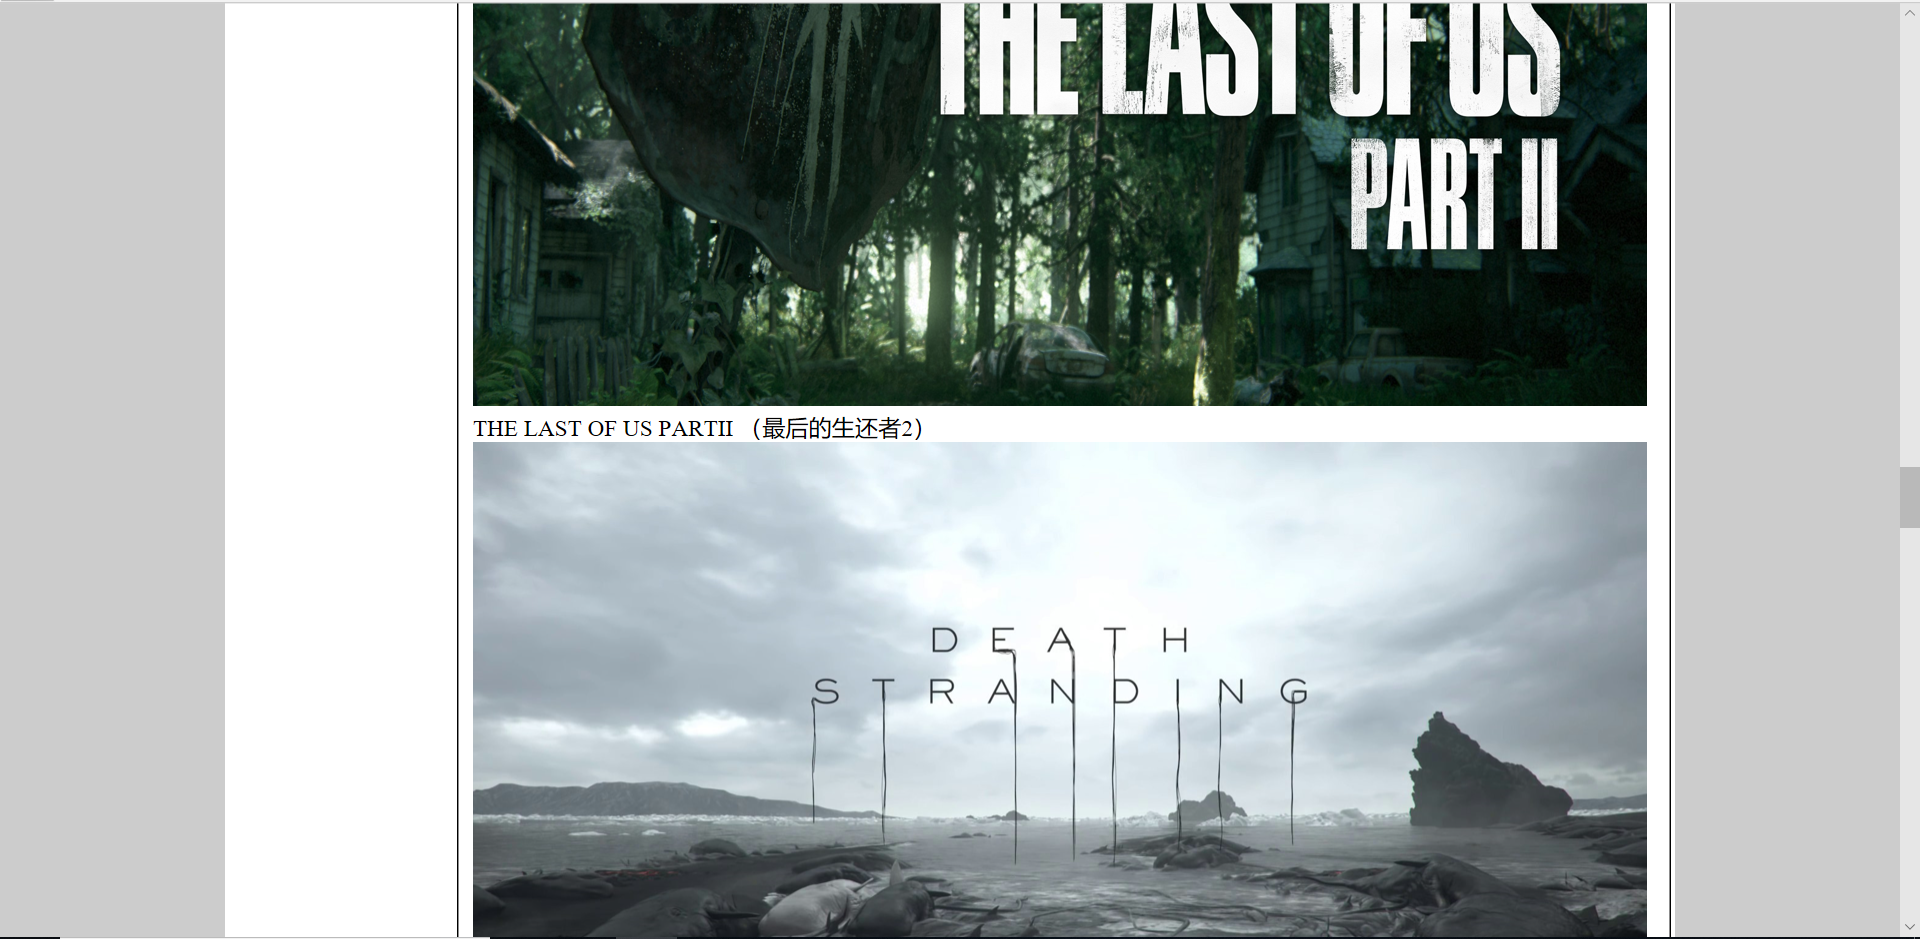 THE LAST OF US
PART II
THE LAST OF US PARTII （最后的生还者2）
DEATH
STRANDING